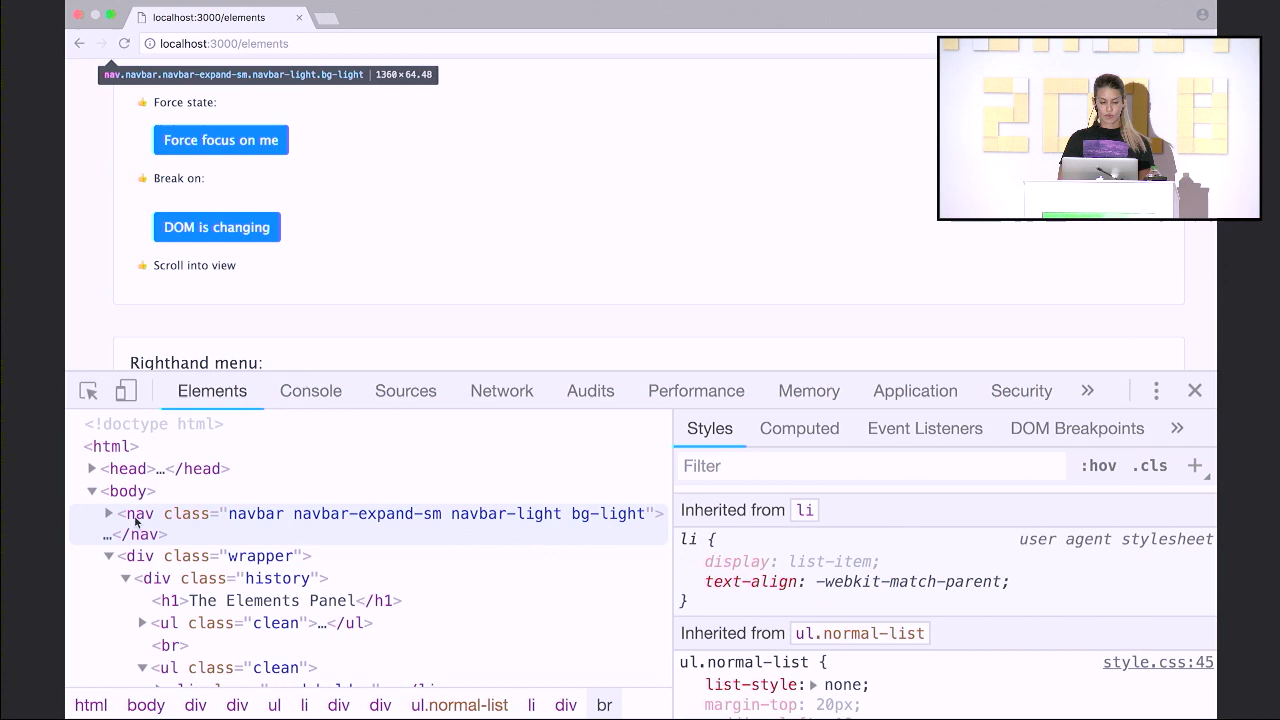 localhost:3000/elements
localhost:3000/elements
nav.navbar.navbar-expand-sm.navbar-light.bg-light | 1360×64.48
👍 Force state:
Force focus on me
👍 Break on:
DOM is changing
👍 Scroll into view
Righthand menu:
2018
Elements Console Sources Network Audits Performance Memory Application Security »
<!doctype html>
<html>
▶<head>…</head>
▼<body>
▶<nav class="navbar navbar-expand-sm navbar-light bg-light">
…</nav>
▼<div class="wrapper">
▼<div class="history">
<h1>The Elements Panel</h1>
▶<ul class="clean">…</ul>
<br>
▼<ul class="clean">
html body div div ul li div div ul.normal-list li div br
Styles Computed Event Listeners DOM Breakpoints »
Filter :hov .cls +
Inherited from li
li { user agent stylesheet
display: list-item;
text-align: -webkit-match-parent;
}
Inherited from ul.normal-list
ul.normal-list { style.css:45
list-style:▶ none;
margin-top: 20px;